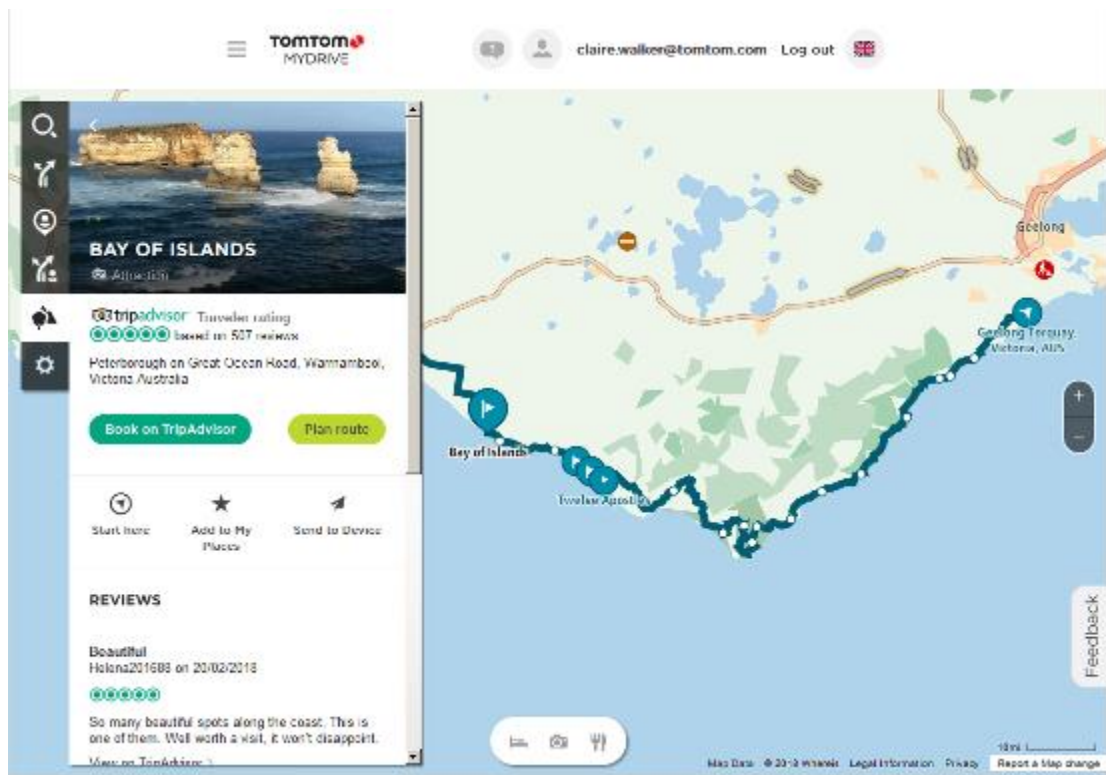 TOMTOM
MYDRIVE
claire.walker@tomtom.com Log out
BAY OF ISLANDS
Attraction
tripadvisor Traveler rating
based on 507 reviews
Peterborough on Great Ocean Road, Warrnambool,
Victoria Australia
Book on TripAdvisor
Plan route
Start here
Add to My
Places
Send to Device
REVIEWS
Beautiful
Helena201688 on 20/02/2018
So many beautiful spots along the coast. This is
one of them. Well worth a visit, it won't disappoint.
View on TripAdvisor
Geelong
Geelong Torquay,
Victoria, AUS
Bay of Islands
Twelve Apostles
+
-
Feedback
10 mi
Map Data © 2018 Whereis Legal Information Privacy Report a Map change